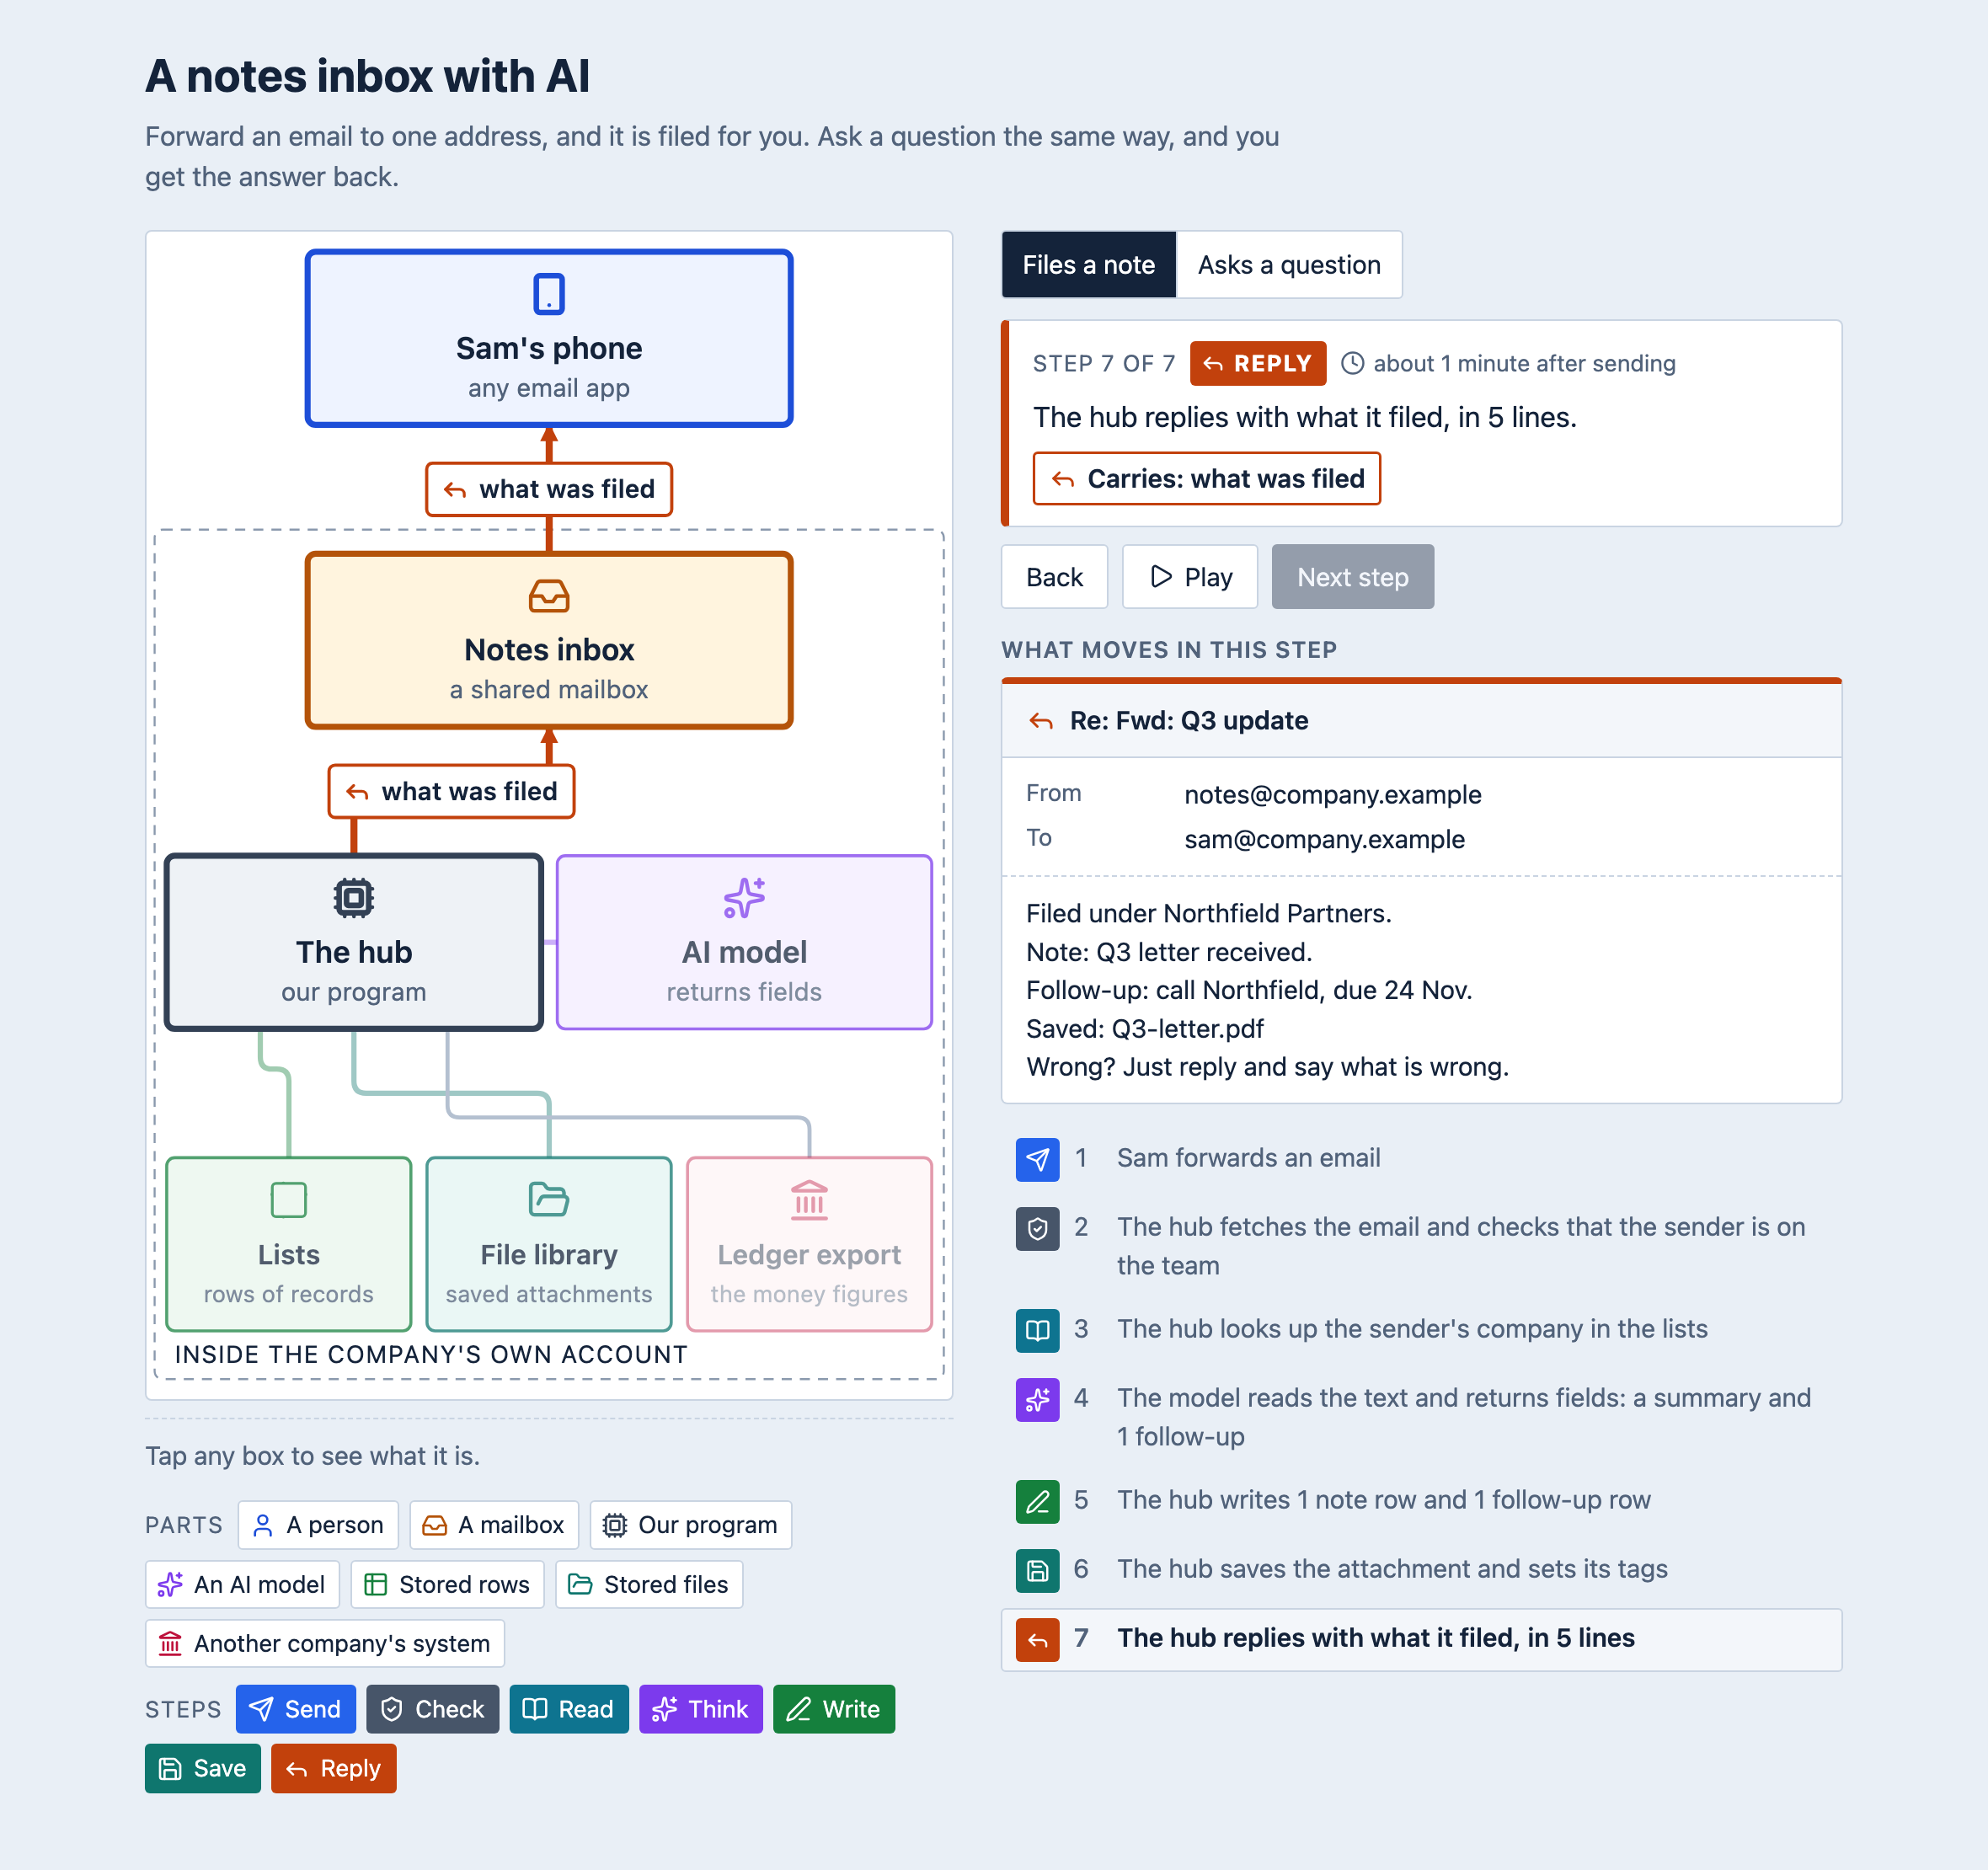 A notes inbox with AI
Forward an email to one address, and it is filed for you. Ask a question the same way, and you
get the answer back.
Sam's phone
any email app
what was filed
Notes inbox
a shared mailbox
what was filed
The hub
our program
AI model
returns fields
Lists
rows of records
File library
saved attachments
Ledger export
the money figures
INSIDE THE COMPANY'S OWN ACCOUNT
Tap any box to see what it is.
PARTS
A person
A mailbox
Our program
An AI model
Stored rows
Stored files
Another company's system
STEPS
Send
Check
Read
Think
Write
Save
Reply
Files a note
Asks a question
STEP 7 OF 7
REPLY
about 1 minute after sending
The hub replies with what it filed, in 5 lines.
Carries: what was filed
Back
Play
Next step
WHAT MOVES IN THIS STEP
Re: Fwd: Q3 update
From notes@company.example
To sam@company.example
Filed under Northfield Partners.
Note: Q3 letter received.
Follow-up: call Northfield, due 24 Nov.
Saved: Q3-letter.pdf
Wrong? Just reply and say what is wrong.
1 Sam forwards an email
2 The hub fetches the email and checks that the sender is on
the team
3 The hub looks up the sender's company in the lists
4 The model reads the text and returns fields: a summary and
1 follow-up
5 The hub writes 1 note row and 1 follow-up row
6 The hub saves the attachment and sets its tags
7 The hub replies with what it filed, in 5 lines